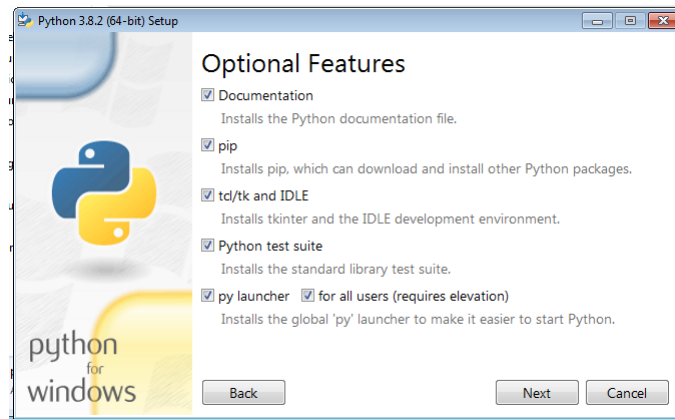 Python 3.8.2 (64-bit) Setup
Optional Features
Documentation
Installs the Python documentation file.
pip
Installs pip, which can download and install other Python packages.
tcl/tk and IDLE
Installs tkinter and the IDLE development environment.
Python test suite
Installs the standard library test suite.
py launcher for all users (requires elevation)
Installs the global 'py' launcher to make it easier to start Python.
python
for
windows
Back Next Cancel